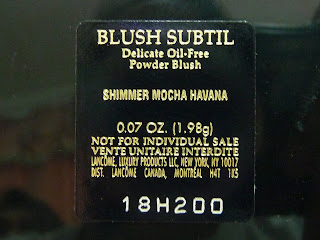 BLUSH SUBTIL
Delicate Oil-Free
Powder Blush
SHIMMER MOCHA HAVANA
0.07 OZ. (1.98g)
NOT FOR INDIVIDUAL SALE
VENTE UNITAIRE INTERDITE
LANCÔME, LUXURY PRODUCTS LLC, NEW YORK, NY 10017
DIST. LANCÔME CANADA, MONTRÉAL H4T 1K5
18H200